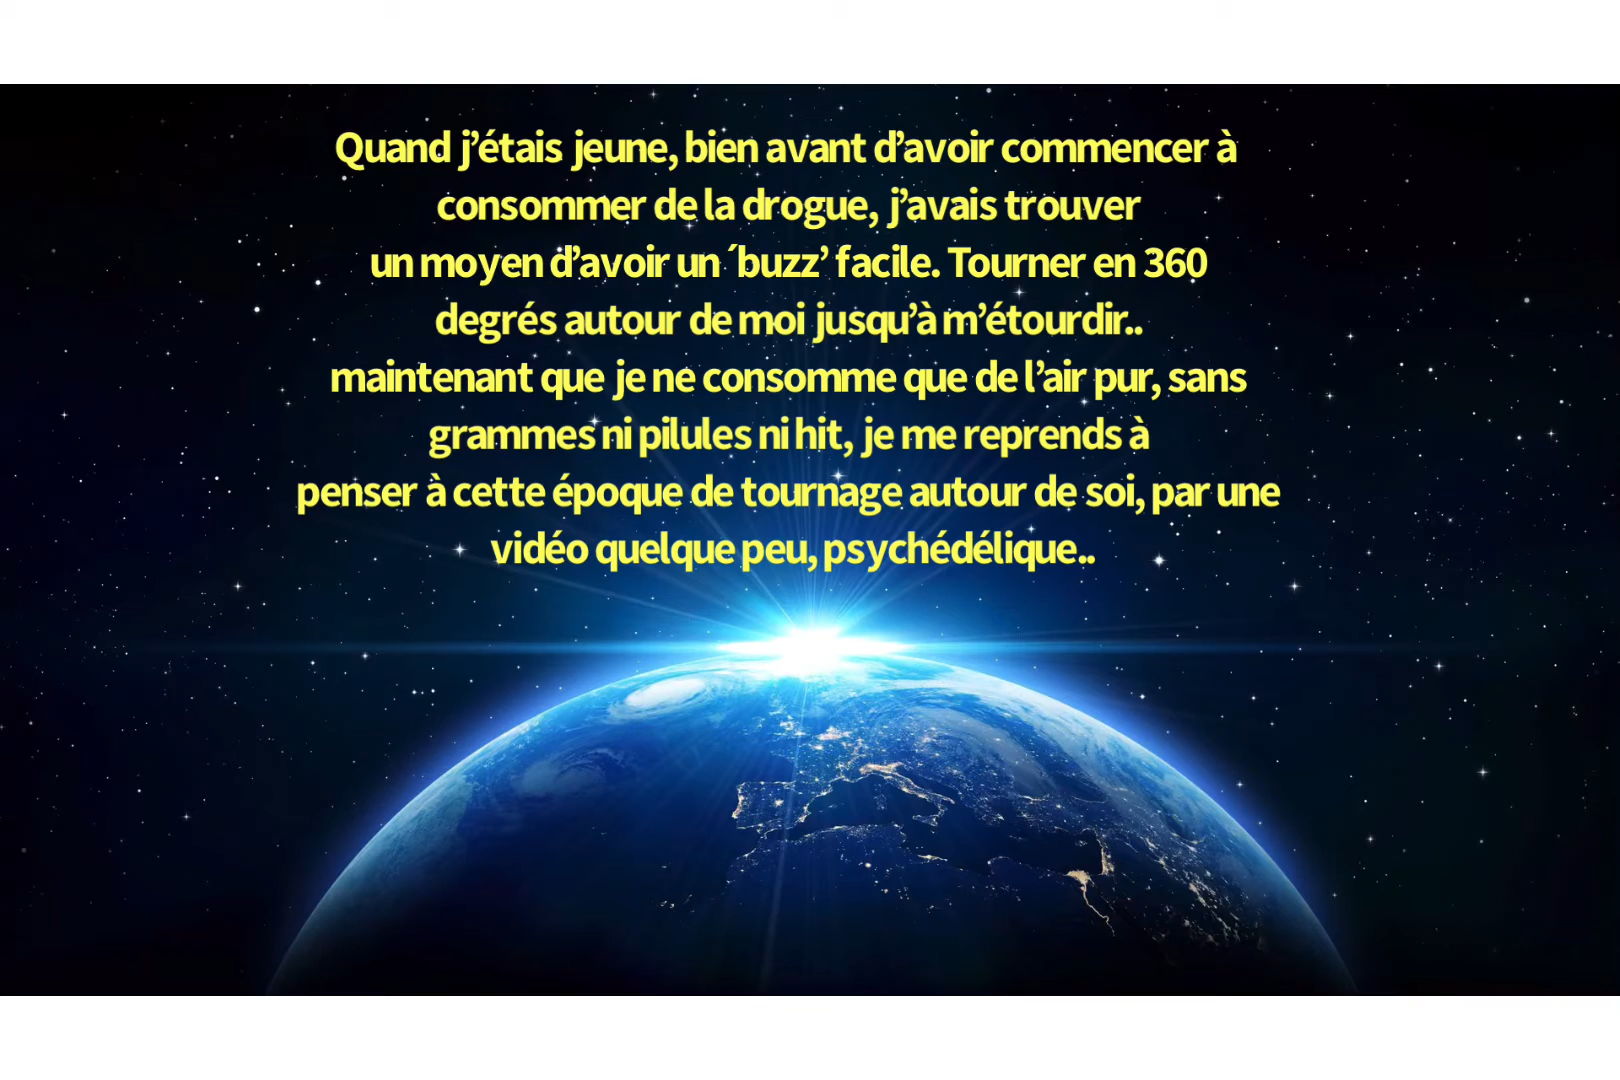 Quand j’étais jeune, bien avant d’avoir commencer à
consommer de la drogue, j’avais trouver
un moyen d’avoir un ´buzz’ facile. Tourner en 360
degrés autour de moi jusqu’à m’étourdir..
maintenant que je ne consomme que de l’air pur, sans
grammes ni pilules ni hit, je me reprends à
penser à cette époque de tournage autour de soi, par une
vidéo quelque peu, psychédélique..